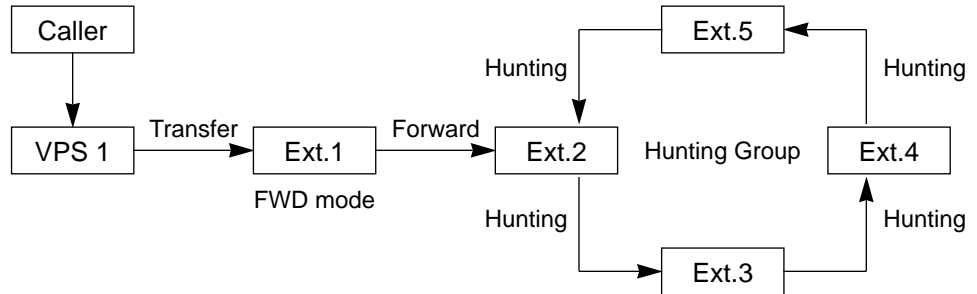 Caller
Ext.5
Hunting
Hunting
Transfer
Forward
VPS 1
Ext.1
Ext.2
Hunting Group
Ext.4
FWD mode
Hunting
Hunting
Ext.3